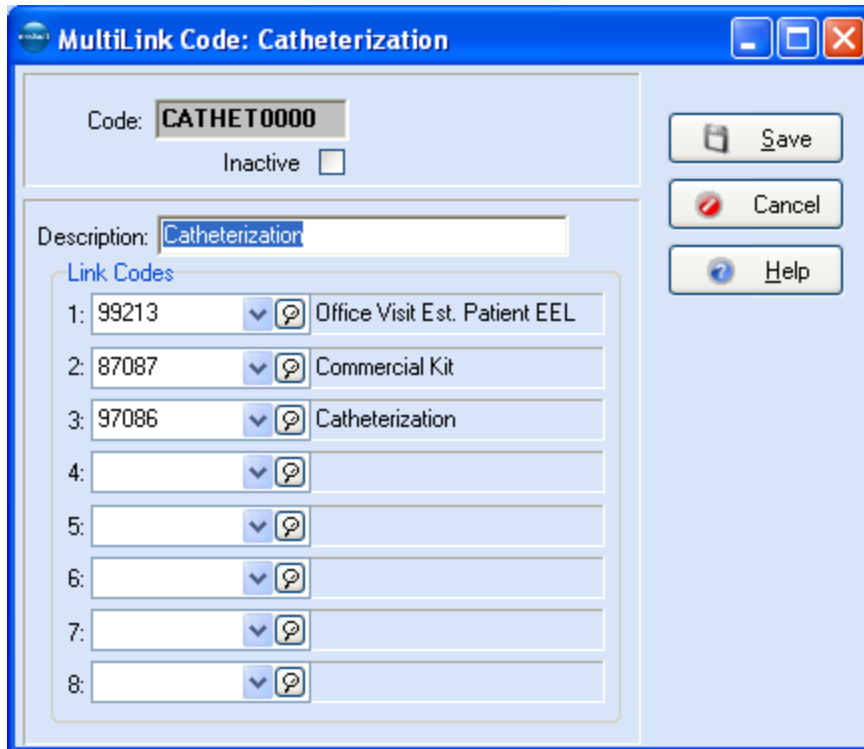 MultiLink Code: Catheterization
Code: CATHET0000
Inactive
Save
Cancel
Help
Description: Catheterization
Link Codes
1: 99213 Office Visit Est. Patient EEL
2: 87087 Commercial Kit
3: 97086 Catheterization
4:
5:
6:
7:
8: